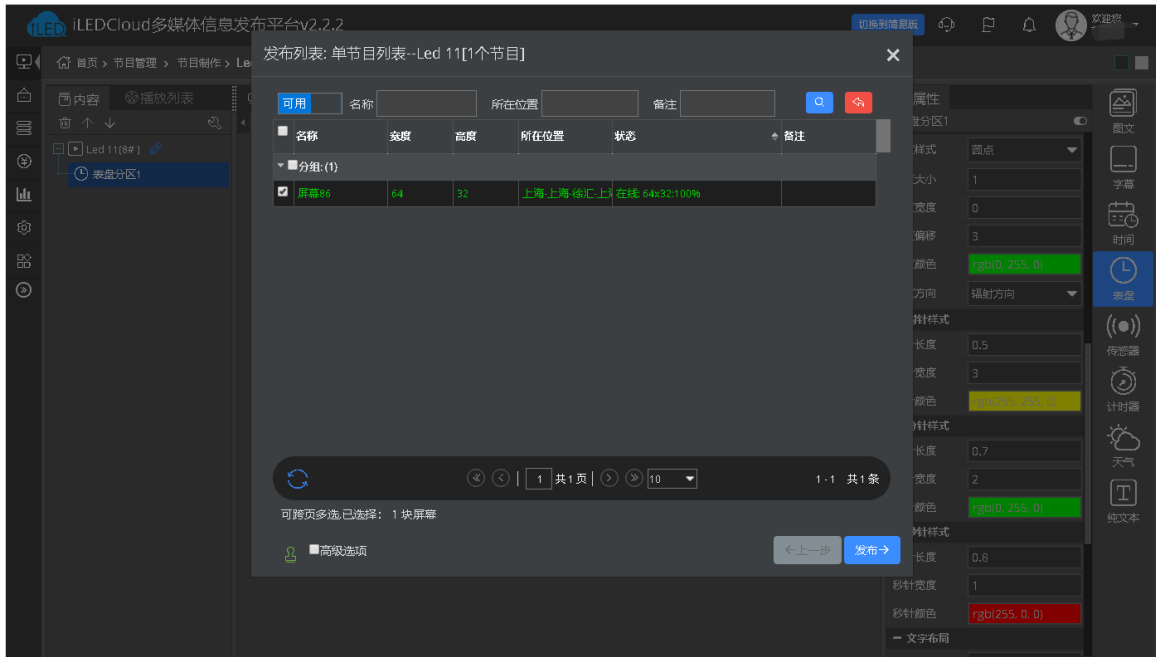 iLED iLEDCloud多媒体信息发布平台v2.2.2
切换到简易版
欢迎您
首页 > 节目管理 > 节目制作 > Le
内容
播放列表
Led 11[8#]
表盘分区1
发布列表: 单节目列表--Led 11[1个节目]
可用 名称 所在位置 备注
名称 宽度 高度 所在位置 状态 备注
分组:(1)
屏幕86 64 32 上海-上海-徐汇-上海 在线: 64x32:100%
1 共1页 10 1 - 1 共1条
可跨页多选,已选择: 1 块屏幕
高级选项
←上一步
发布→
属性
盘分区1
样式 圆点
大小 1
宽度 0
偏移 3
颜色 rgb(0, 255, 0)
方向 辐射方向
时针样式
长度 0.5
宽度 3
颜色 rgb(255, 255, 0)
分针样式
长度 0.7
宽度 2
颜色 rgb(0, 255, 0)
秒针样式
长度 0.8
秒针宽度 1
秒针颜色 rgb(255, 0, 0)
文字布局
图文
字幕
时间
表盘
传感器
计时器
天气
纯文本